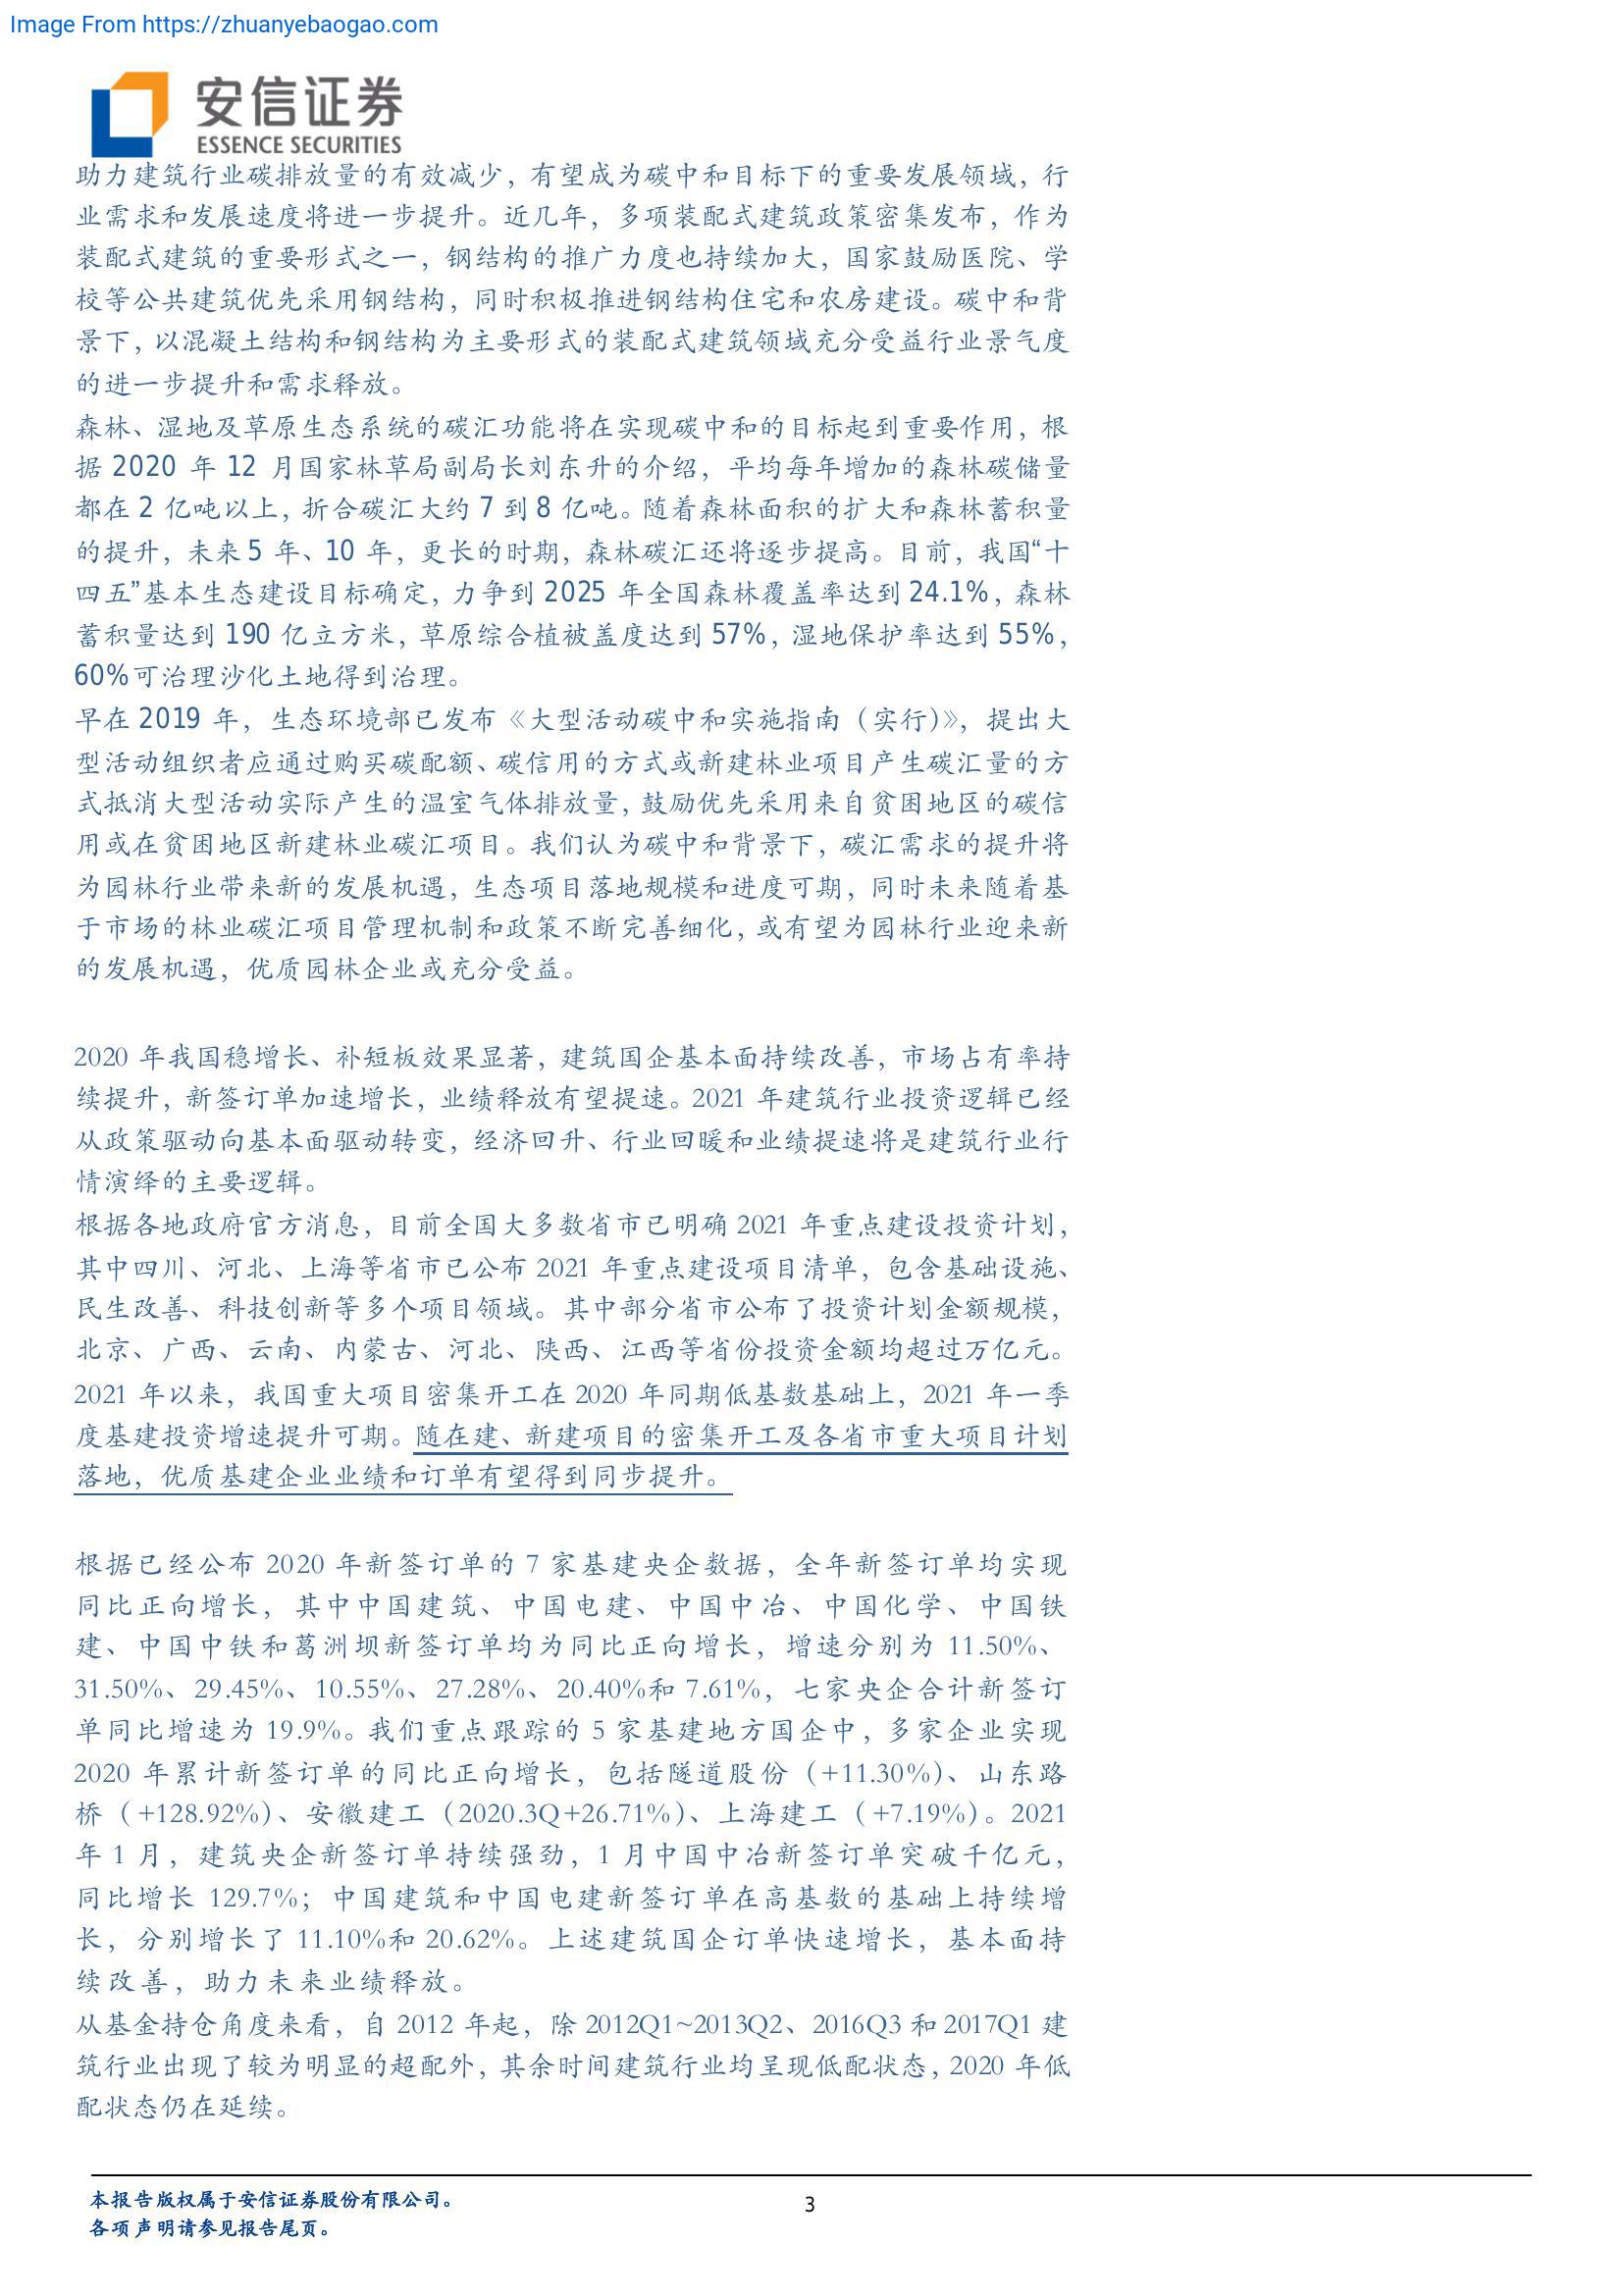 Image From https://zhuanyebaogao.com
安信证券
ESSENCE SECURITIES
助力建筑行业碳排放量的有效减少，有望成为碳中和目标下的重要发展领域，行
业需求和发展速度将进一步提升。近几年，多项装配式建筑政策密集发布，作为
装配式建筑的重要形式之一，钢结构的推广力度也持续加大，国家鼓励医院、学
校等公共建筑优先采用钢结构，同时积极推进钢结构住宅和农房建设。碳中和背
景下，以混凝土结构和钢结构为主要形式的装配式建筑领域充分受益行业景气度
的进一步提升和需求释放。
森林、湿地及草原生态系统的碳汇功能将在实现碳中和的目标起到重要作用，根
据 2020 年 12 月国家林草局副局长刘东升的介绍，平均每年增加的森林碳储量
都在 2 亿吨以上，折合碳汇大约 7 到 8 亿吨。随着森林面积的扩大和森林蓄积量
的提升，未来 5 年、10 年，更长的时期，森林碳汇还将逐步提高。目前，我国“十
四五”基本生态建设目标确定，力争到 2025 年全国森林覆盖率达到 24.1%，森林
蓄积量达到 190 亿立方米，草原综合植被盖度达到 57%，湿地保护率达到 55%，
60%可治理沙化土地得到治理。
早在 2019 年，生态环境部已发布《大型活动碳中和实施指南（实行）》，提出大
型活动组织者应通过购买碳配额、碳信用的方式或新建林业项目产生碳汇量的方
式抵消大型活动实际产生的温室气体排放量，鼓励优先采用来自贫困地区的碳信
用或在贫困地区新建林业碳汇项目。我们认为碳中和背景下，碳汇需求的提升将
为园林行业带来新的发展机遇，生态项目落地规模和进度可期，同时未来随着基
于市场的林业碳汇项目管理机制和政策不断完善细化，或有望为园林行业迎来新
的发展机遇，优质园林企业或充分受益。
2020 年我国稳增长、补短板效果显著，建筑国企基本面持续改善，市场占有率持
续提升，新签订单加速增长，业绩释放有望提速。2021 年建筑行业投资逻辑已经
从政策驱动向基本面驱动转变，经济回升、行业回暖和业绩提速将是建筑行业行
情演绎的主要逻辑。
根据各地政府官方消息，目前全国大多数省市已明确 2021 年重点建设投资计划，
其中四川、河北、上海等省市已公布 2021 年重点建设项目清单，包含基础设施、
民生改善、科技创新等多个项目领域。其中部分省市公布了投资计划金额规模，
北京、广西、云南、内蒙古、河北、陕西、江西等省份投资金额均超过万亿元。
2021 年以来，我国重大项目密集开工在 2020 年同期低基数基础上，2021 年一季
度基建投资增速提升可期。随在建、新建项目的密集开工及各省市重大项目计划
落地，优质基建企业业绩和订单有望得到同步提升。
根据已经公布 2020 年新签订单的 7 家基建央企数据，全年新签订单均实现
同比正向增长，其中中国建筑、中国电建、中国中冶、中国化学、中国铁
建、中国中铁和葛洲坝新签订单均为同比正向增长，增速分别为 11.50%、
31.50%、29.45%、10.55%、27.28%、20.40%和 7.61%，七家央企合计新签订
单同比增速为 19.9%。我们重点跟踪的 5 家基建地方国企中，多家企业实现
2020 年累计新签订单的同比正向增长，包括隧道股份（+11.30%）、山东路
桥（+128.92%）、安徽建工（2020.3Q+26.71%）、上海建工（+7.19%）。2021
年 1 月，建筑央企新签订单持续强劲，1 月中国中冶新签订单突破千亿元，
同比增长 129.7%；中国建筑和中国电建新签订单在高基数的基础上持续增
长，分别增长了 11.10%和 20.62%。上述建筑国企订单快速增长，基本面持
续改善，助力未来业绩释放。
从基金持仓角度来看，自 2012 年起，除 2012Q1~2013Q2、2016Q3 和 2017Q1 建
筑行业出现了较为明显的超配外，其余时间建筑行业均呈现低配状态，2020 年低
配状态仍在延续。
本报告版权属于安信证券股份有限公司。
各项声明请参见报告尾页。
3